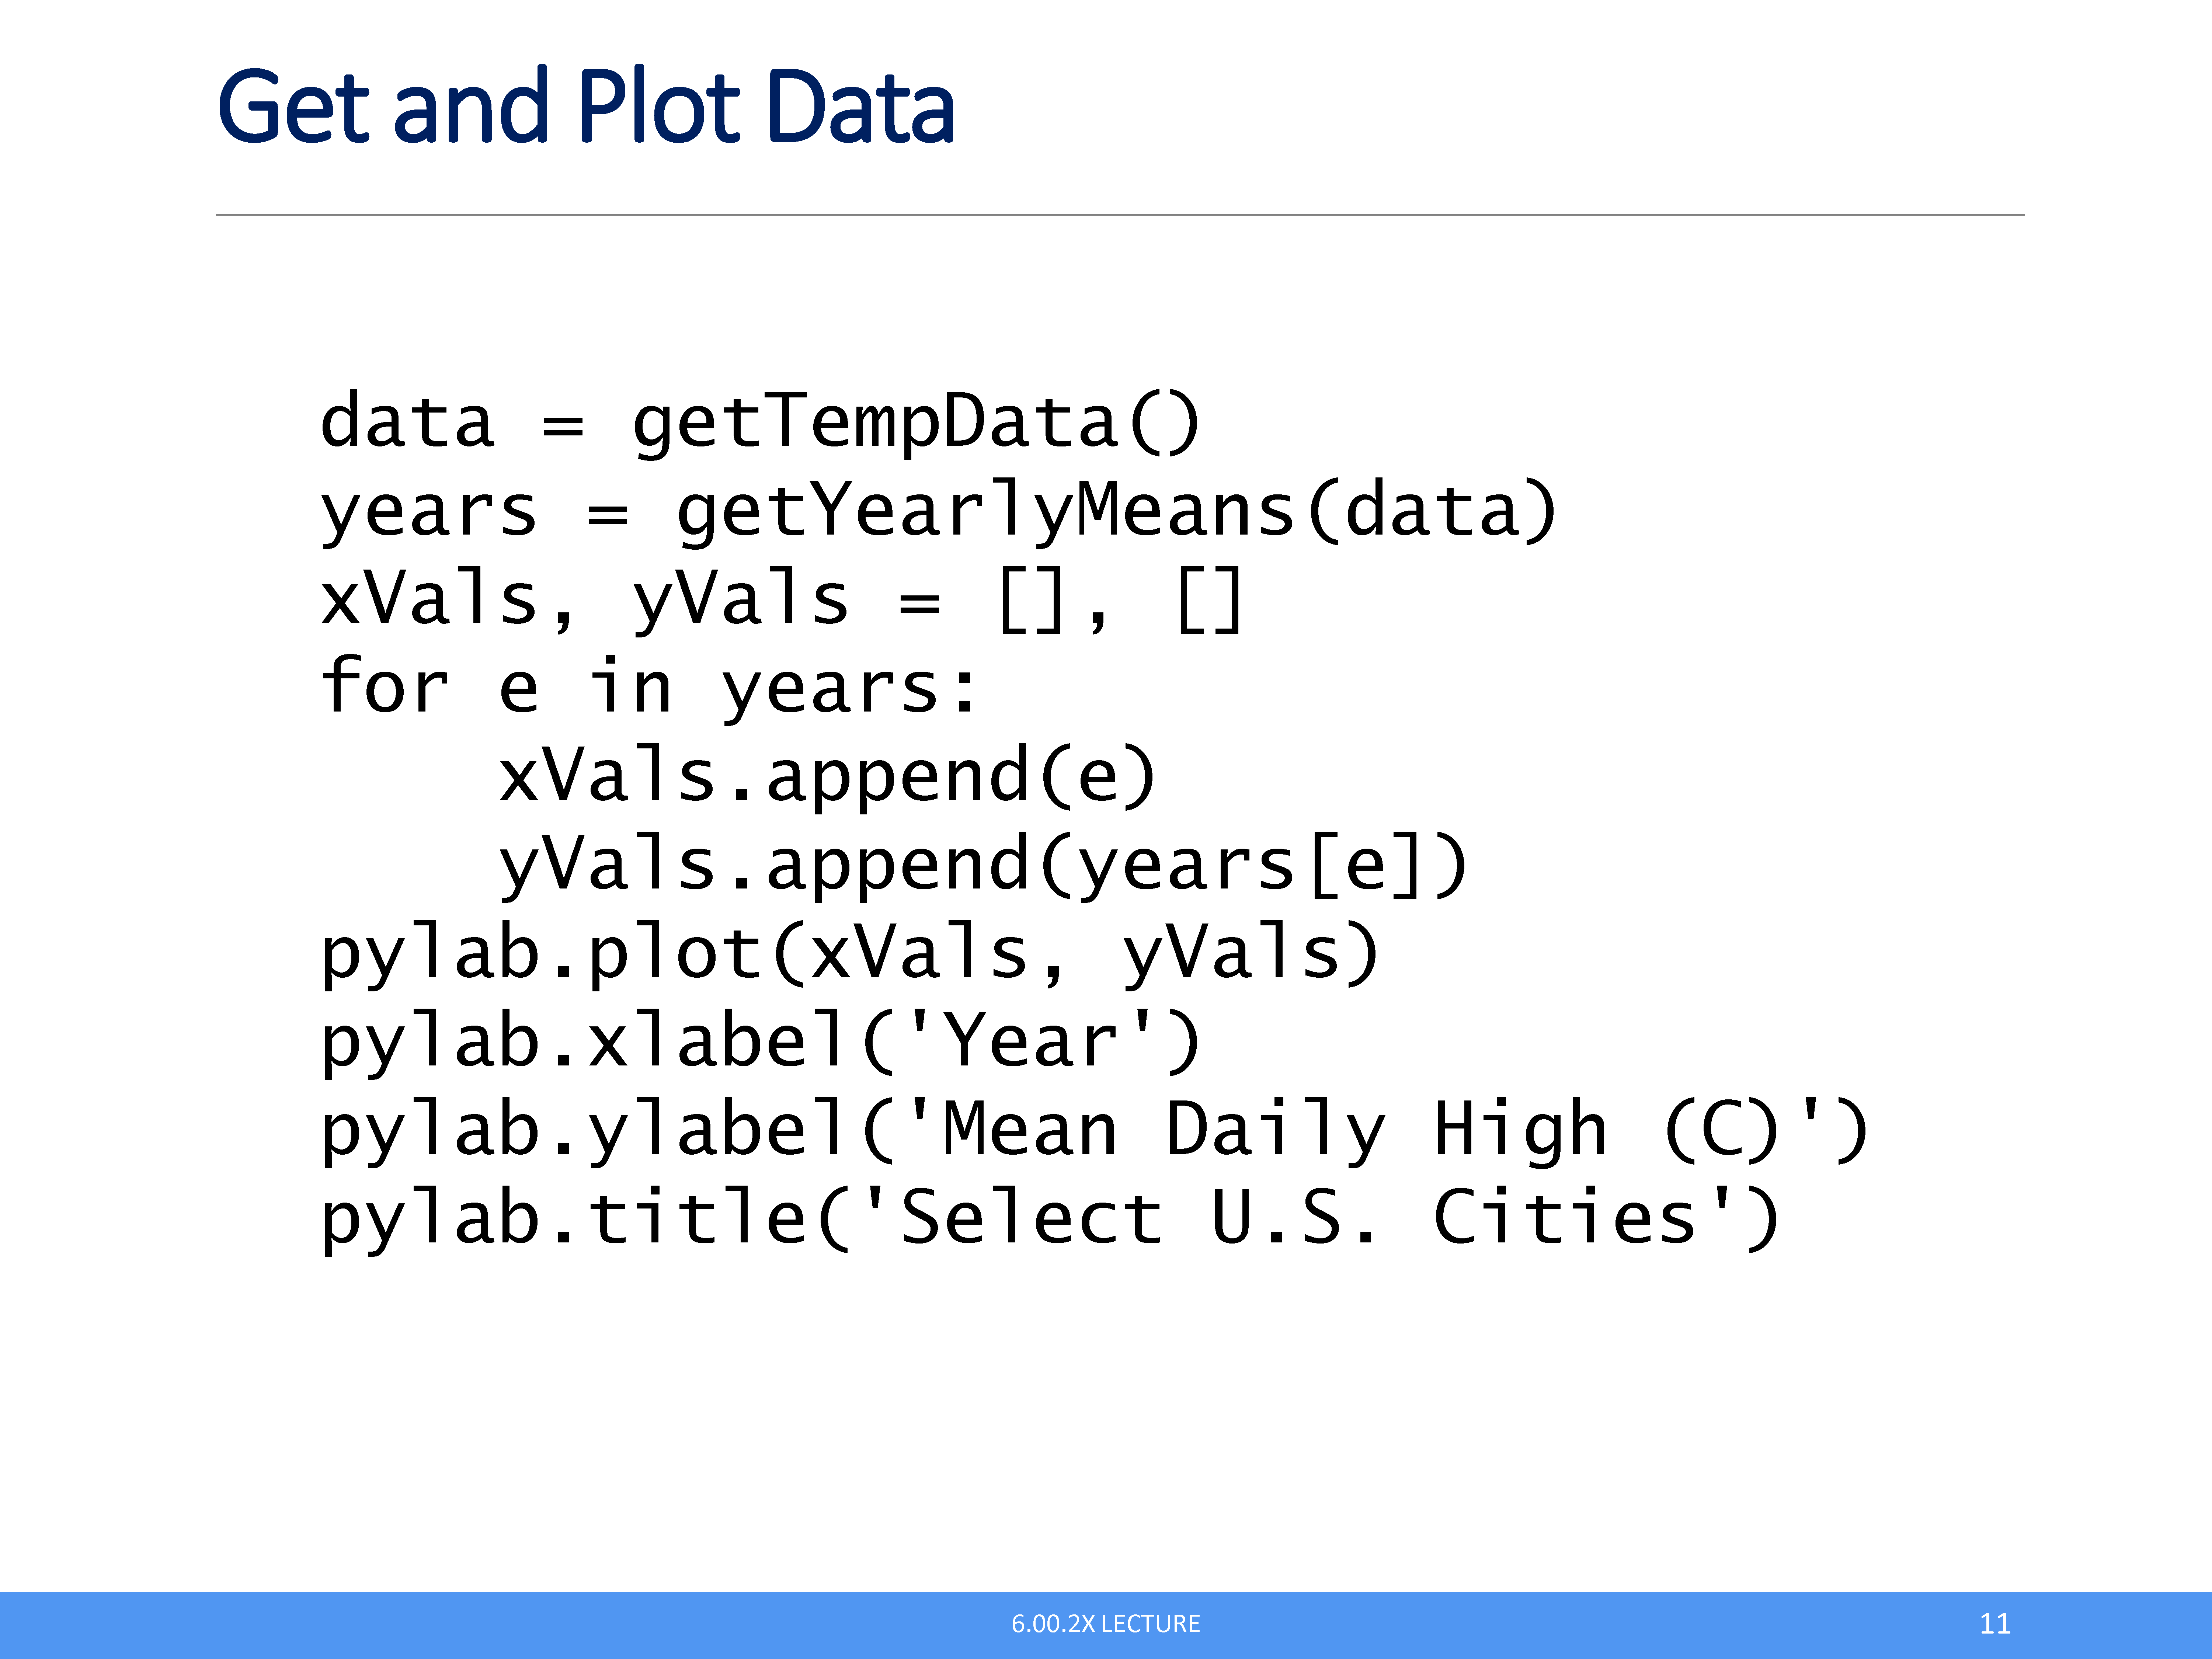 Get and Plot Data
data = getTempData()
years = getYearlyMeans(data)
xVals, yVals = [], []
for e in years:
    xVals.append(e)
    yVals.append(years[e])
pylab.plot(xVals, yVals)
pylab.xlabel('Year')
pylab.ylabel('Mean Daily High (C)')
pylab.title('Select U.S. Cities')
6.00.2X LECTURE
11